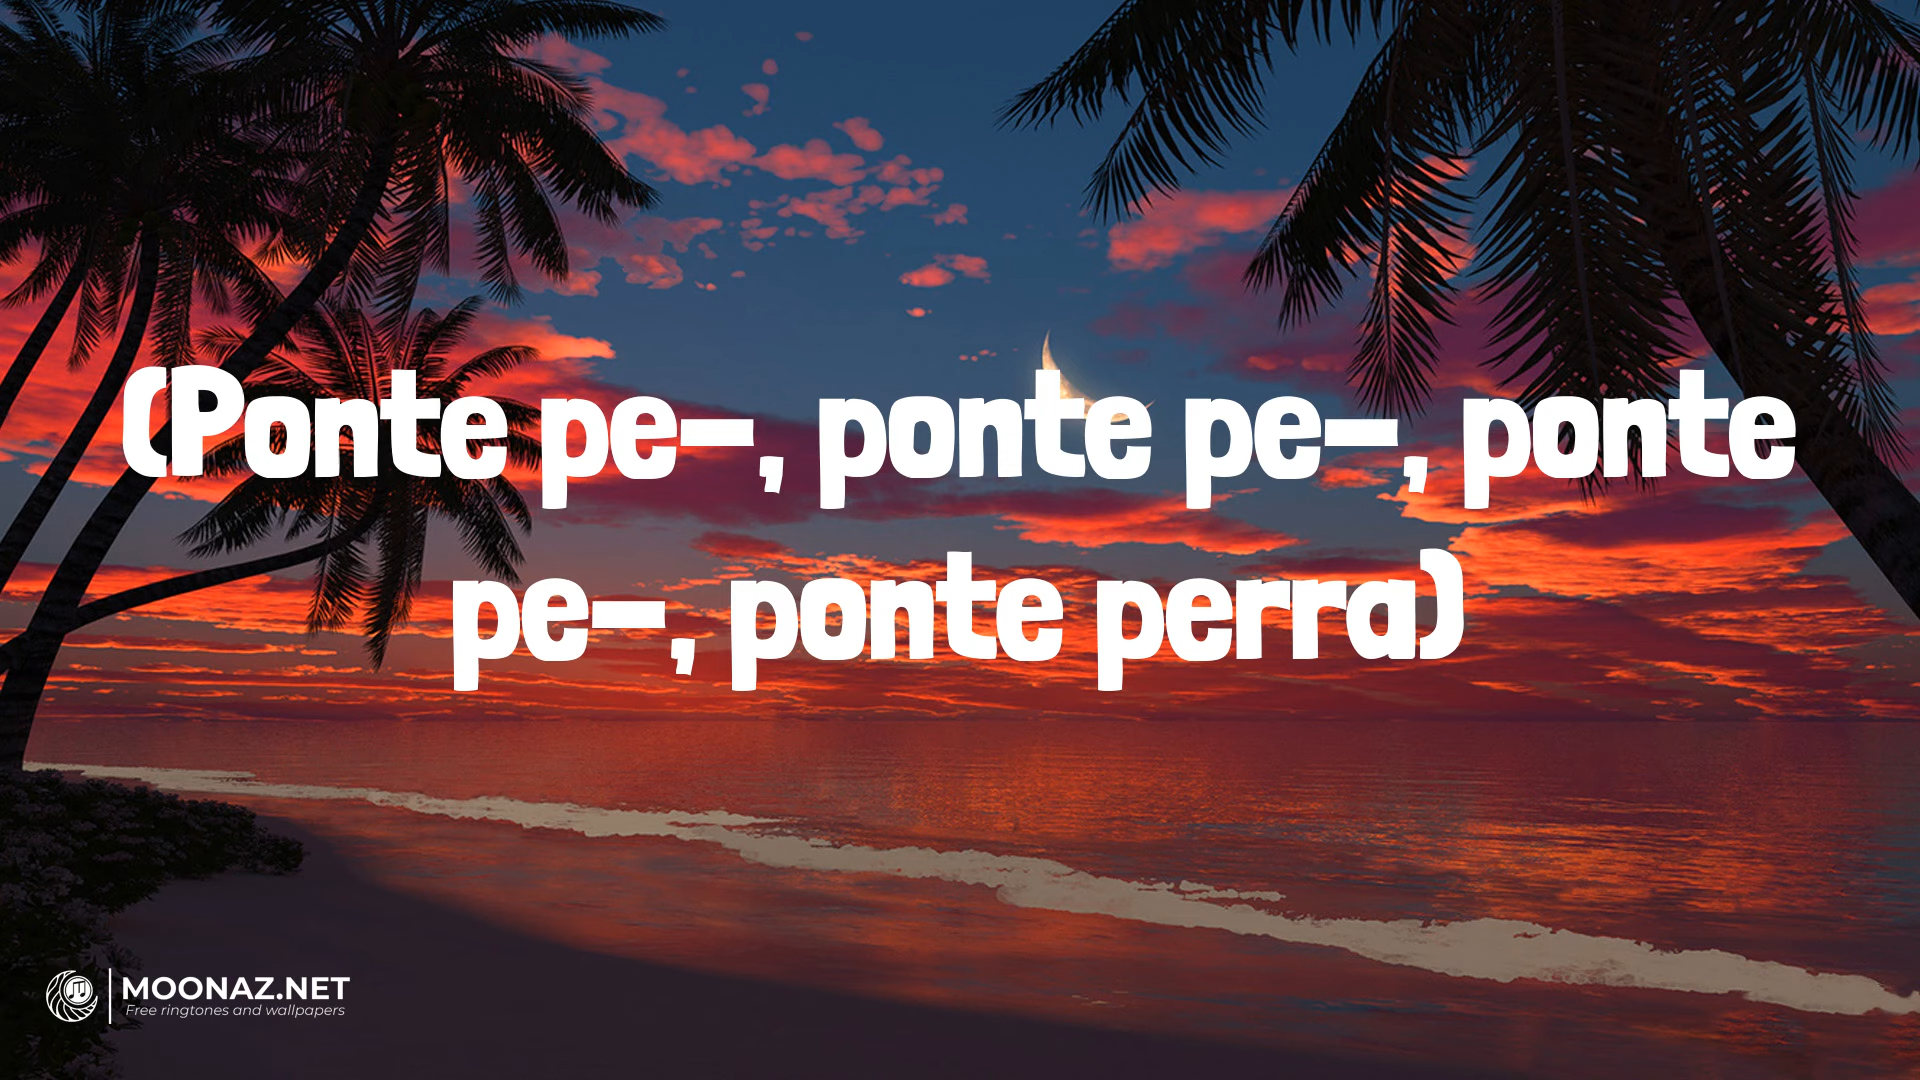 (Ponte pe–, ponte pe–, ponte
pe–, ponte perra)
MOONAZ.NET
Free ringtones and wallpapers